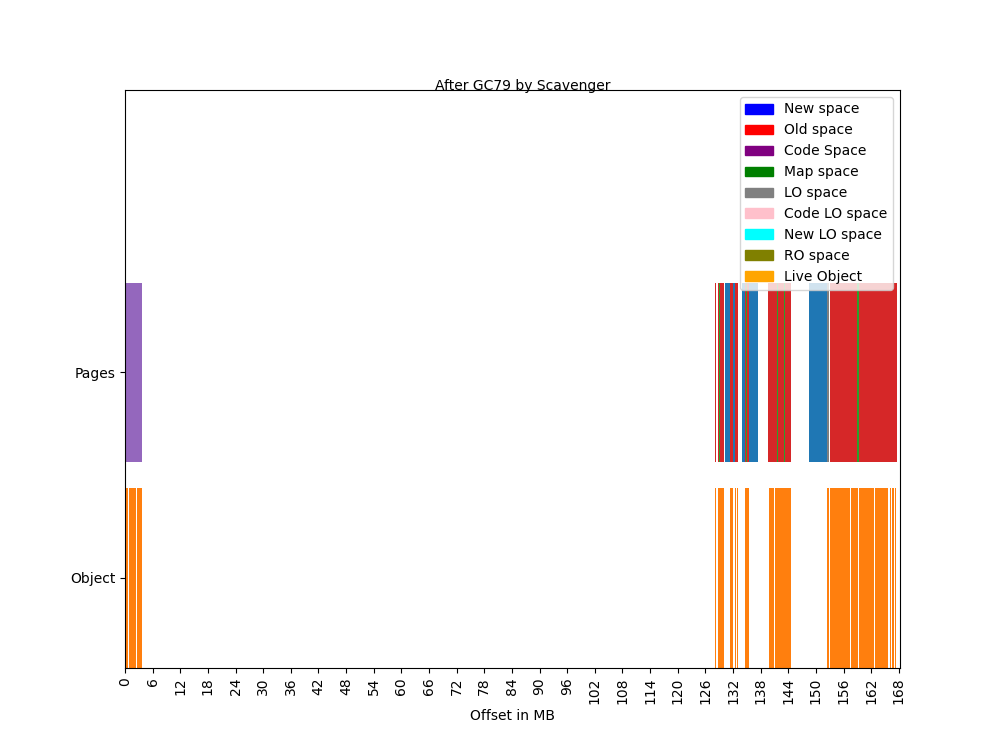 After GC79 by Scavenger
New space
Old space
Code Space
Map space
LO space
Code LO space
New LO space
RO space
Live Object
Pages
Object
0 6 12 18 24 30 36 42 48 54 60 66 72 78 84 90 96 102 108 114 120 126 132 138 144 150 156 162 168
Offset in MB